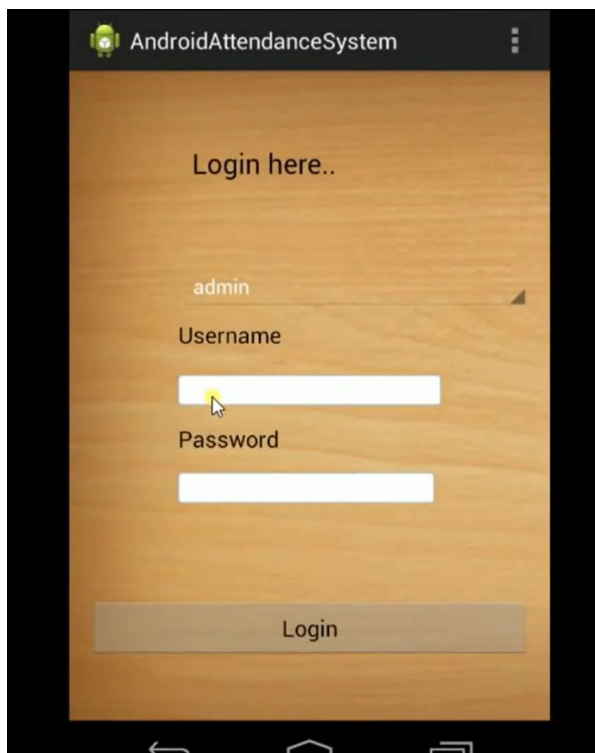 AndroidAttendanceSystem
Login here..
admin
Username
Password
Login